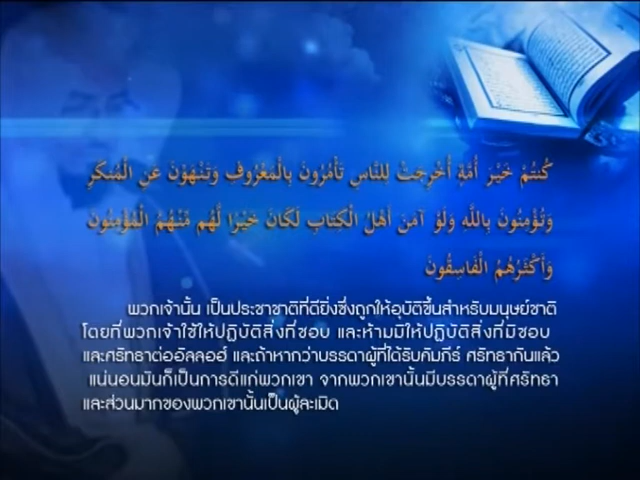 كُنتُمْ خَيْرَ أُمَّةٍ أُخْرِجَتْ لِلنَّاسِ تَأْمُرُونَ بِالْمَعْرُوفِ وَتَنْهَوْنَ عَنِ الْمُنكَرِ
وَتُؤْمِنُونَ بِاللَّهِ وَلَوْ آمَنَ أَهْلُ الْكِتَابِ لَكَانَ خَيْرًا لَّهُم مِّنْهُمُ الْمُؤْمِنُونَ
وَأَكْثَرُهُمُ الْفَاسِقُونَ
พวกเจ้านั้น เป็นประชาชาติที่ดียิ่งซึ่งถูกให้อุบัติขึ้นสำหรับมนุษย์ชาติ
โดยที่พวกเจ้าใช้ให้ปฏิบัติสิ่งที่ชอบ และห้ามมิให้ปฏิบัติสิ่งที่มิชอบ
และศรัทธาต่ออัลลอฮ์ และถ้าหากว่าบรรดาผู้ที่ได้รับคัมภีร์ ศรัทธากันแล้ว
แน่นอนมันก็เป็นการดีแก่พวกเขา จากพวกเขานั้นมีบรรดาผู้ที่ศรัทธา
และส่วนมากของพวกเขานั้นเป็นผู้ละเมิด